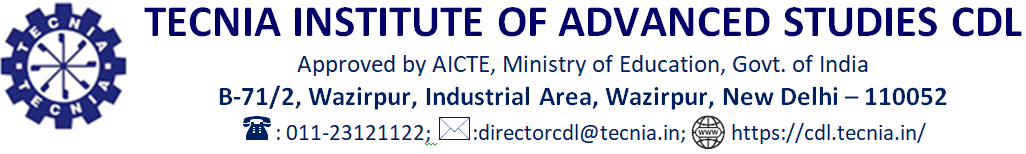 TECNIA
TECNIA
TECNIA INSTITUTE OF ADVANCED STUDIES CDL
Approved by AICTE, Ministry of Education, Govt. of India
B-71/2, Wazirpur, Industrial Area, Wazirpur, New Delhi – 110052
: 011-23121122; :directorcdl@tecnia.in; www https://cdl.tecnia.in/